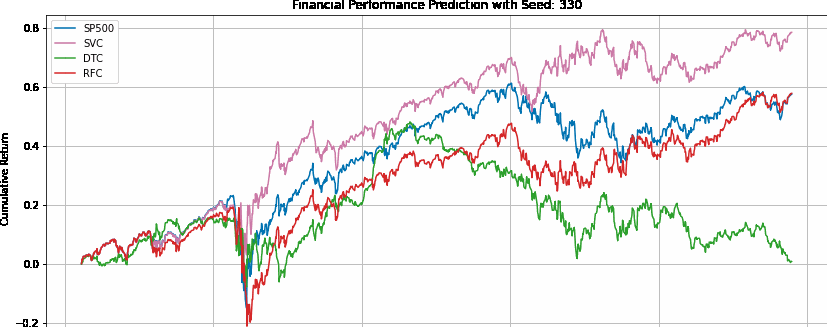 Financial Performance Prediction with Seed: 330
SP500
SVC
DTC
RFC
Cumulative Return
0.8
0.6
0.4
0.2
0.0
−0.2